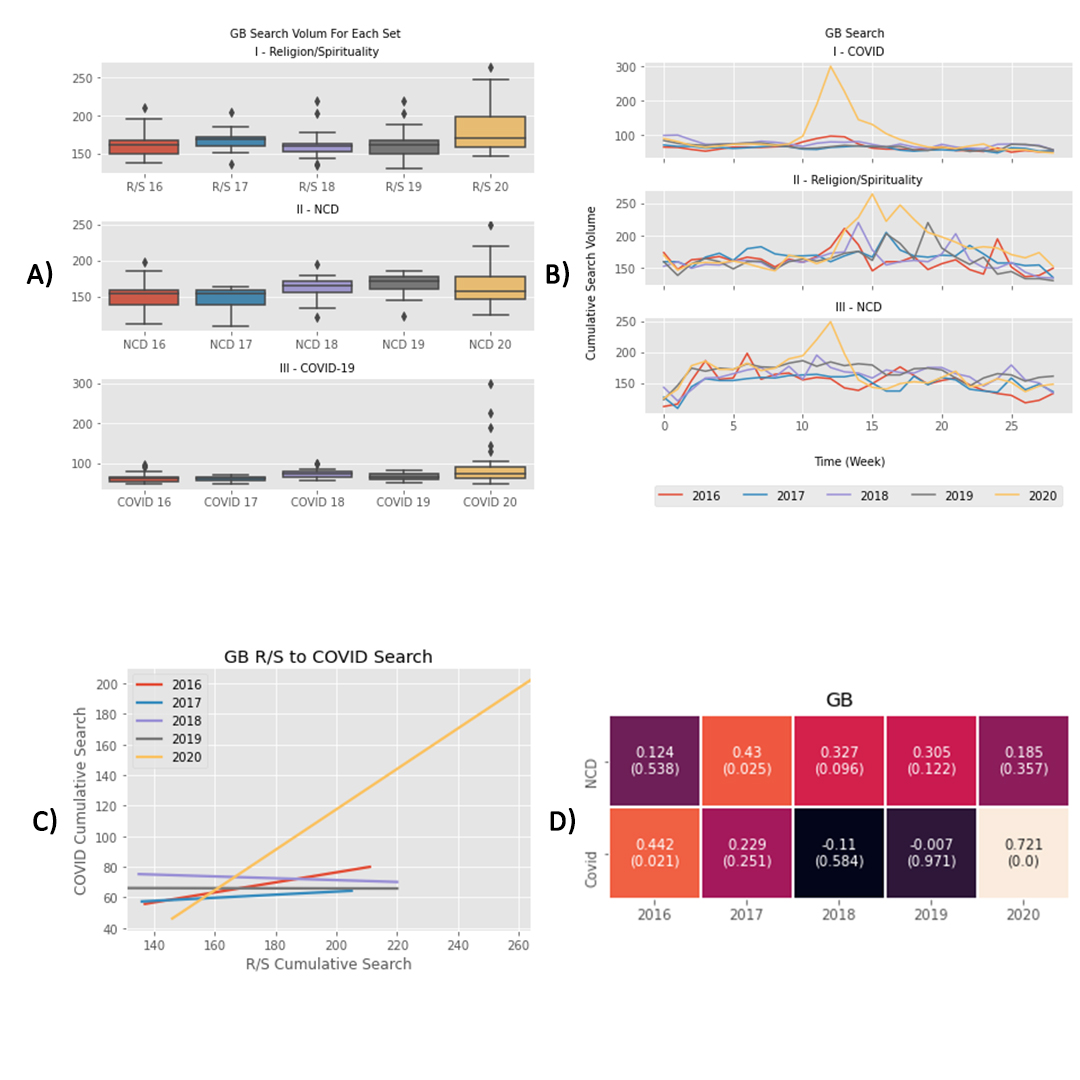 A)
GB Search Volum For Each Set
I - Religion/Spirituality
250
200
150
R/S 16 R/S 17 R/S 18 R/S 19 R/S 20
II - NCD
250
200
150
NCD 16 NCD 17 NCD 18 NCD 19 NCD 20
III - COVID-19
300
200
100
COVID 16 COVID 17 COVID 18 COVID 19 COVID 20
B)
GB Search
I - COVID
300
100
II - Religion/Spirituality
250
200
150
III - NCD
250
200
150
0 5 10 15 20 25
Cumulative Search Volume
Time (Week)
2016 2017 2018 2019 2020
C)
GB R/S to COVID Search
2016
2017
2018
2019
2020
200
180
160
140
120
100
80
60
40
COVID Cumulative Search
140 160 180 200 220 240 260
R/S Cumulative Search
D)
GB
NCD
0.124 0.43 0.327 0.305 0.185
(0.538) (0.025) (0.096) (0.122) (0.357)
Covid
0.442 0.229 -0.11 -0.007 0.721
(0.021) (0.251) (0.584) (0.971) (0.0)
2016 2017 2018 2019 2020